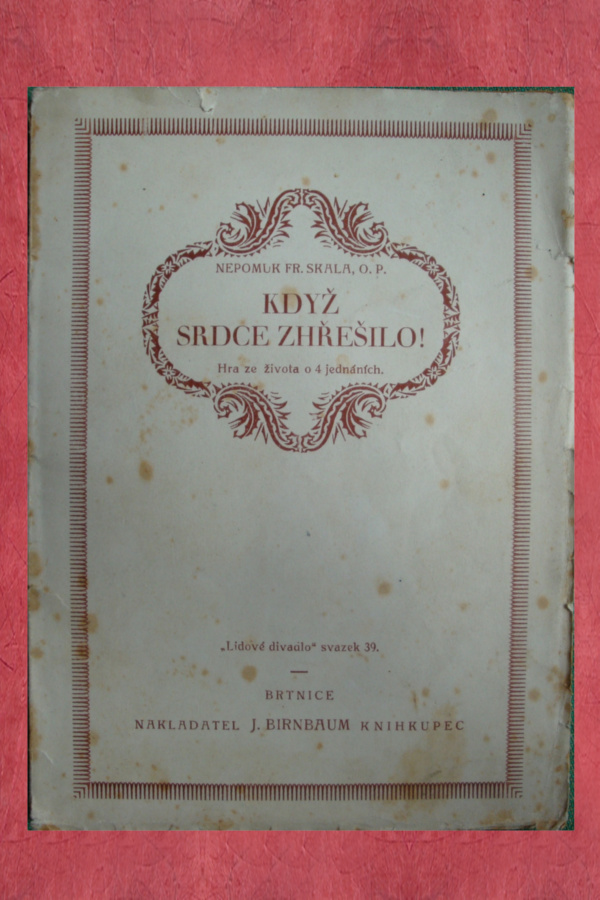 NEPOMUK FR. SKALA, O. P.
KDYŽ
SRDCE ZHŘEŠILO!
Hra ze života o 4 jednáních.
„Lidové divadlo“ svazek 39.
BRTNICE
NAKLADATEL J. BIRNBAUM KNIHKUPEC